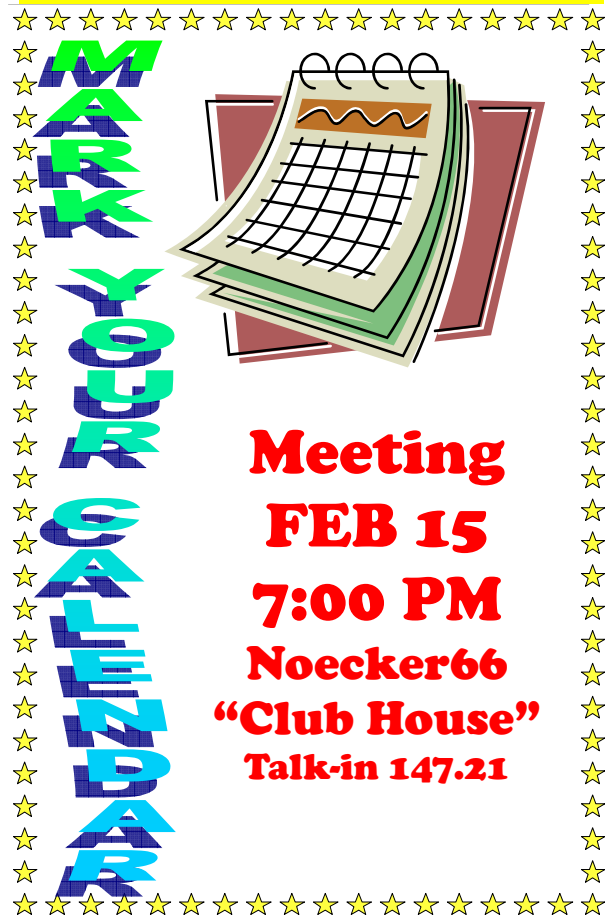 MARK YOUR CALENDAR
Meeting
FEB 15
7:00 PM
Noecker66
“Club House”
Talk-in 147.21